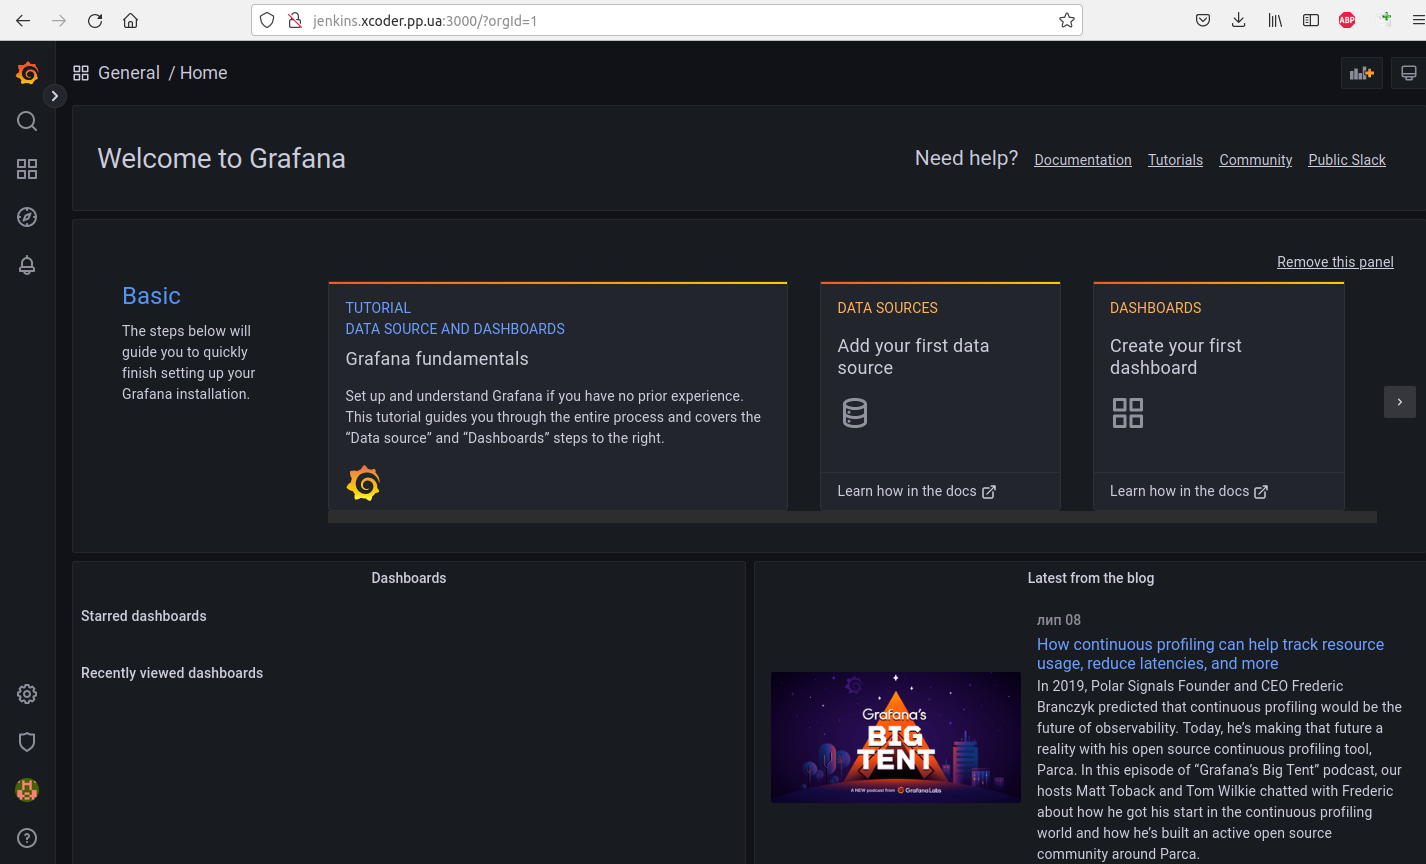 jenkins.xcoder.pp.ua:3000/?orgId=1
ABP
General / Home
Welcome to Grafana
Need help? Documentation Tutorials Community Public Slack
Remove this panel
Basic
The steps below will
guide you to quickly
finish setting up your
Grafana installation.
TUTORIAL
DATA SOURCE AND DASHBOARDS
Grafana fundamentals
Set up and understand Grafana if you have no prior experience.
This tutorial guides you through the entire process and covers the
“Data source” and “Dashboards” steps to the right.
DATA SOURCES
Add your first data
source
Learn how in the docs
DASHBOARDS
Create your first
dashboard
Learn how in the docs
Dashboards
Starred dashboards
Recently viewed dashboards
Latest from the blog
лип 08
How continuous profiling can help track resource
usage, reduce latencies, and more
In 2019, Polar Signals Founder and CEO Frederic
Branczyk predicted that continuous profiling would be the
future of observability. Today, he’s making that future a
reality with his open source continuous profiling tool,
Parca. In this episode of “Grafana’s Big Tent” podcast, our
hosts Matt Toback and Tom Wilkie chatted with Frederic
about how he got his start in the continuous profiling
world and how he’s built an active open source
community around Parca.
Grafana's
BIG
TENT
A NEW podcast from Grafana Labs